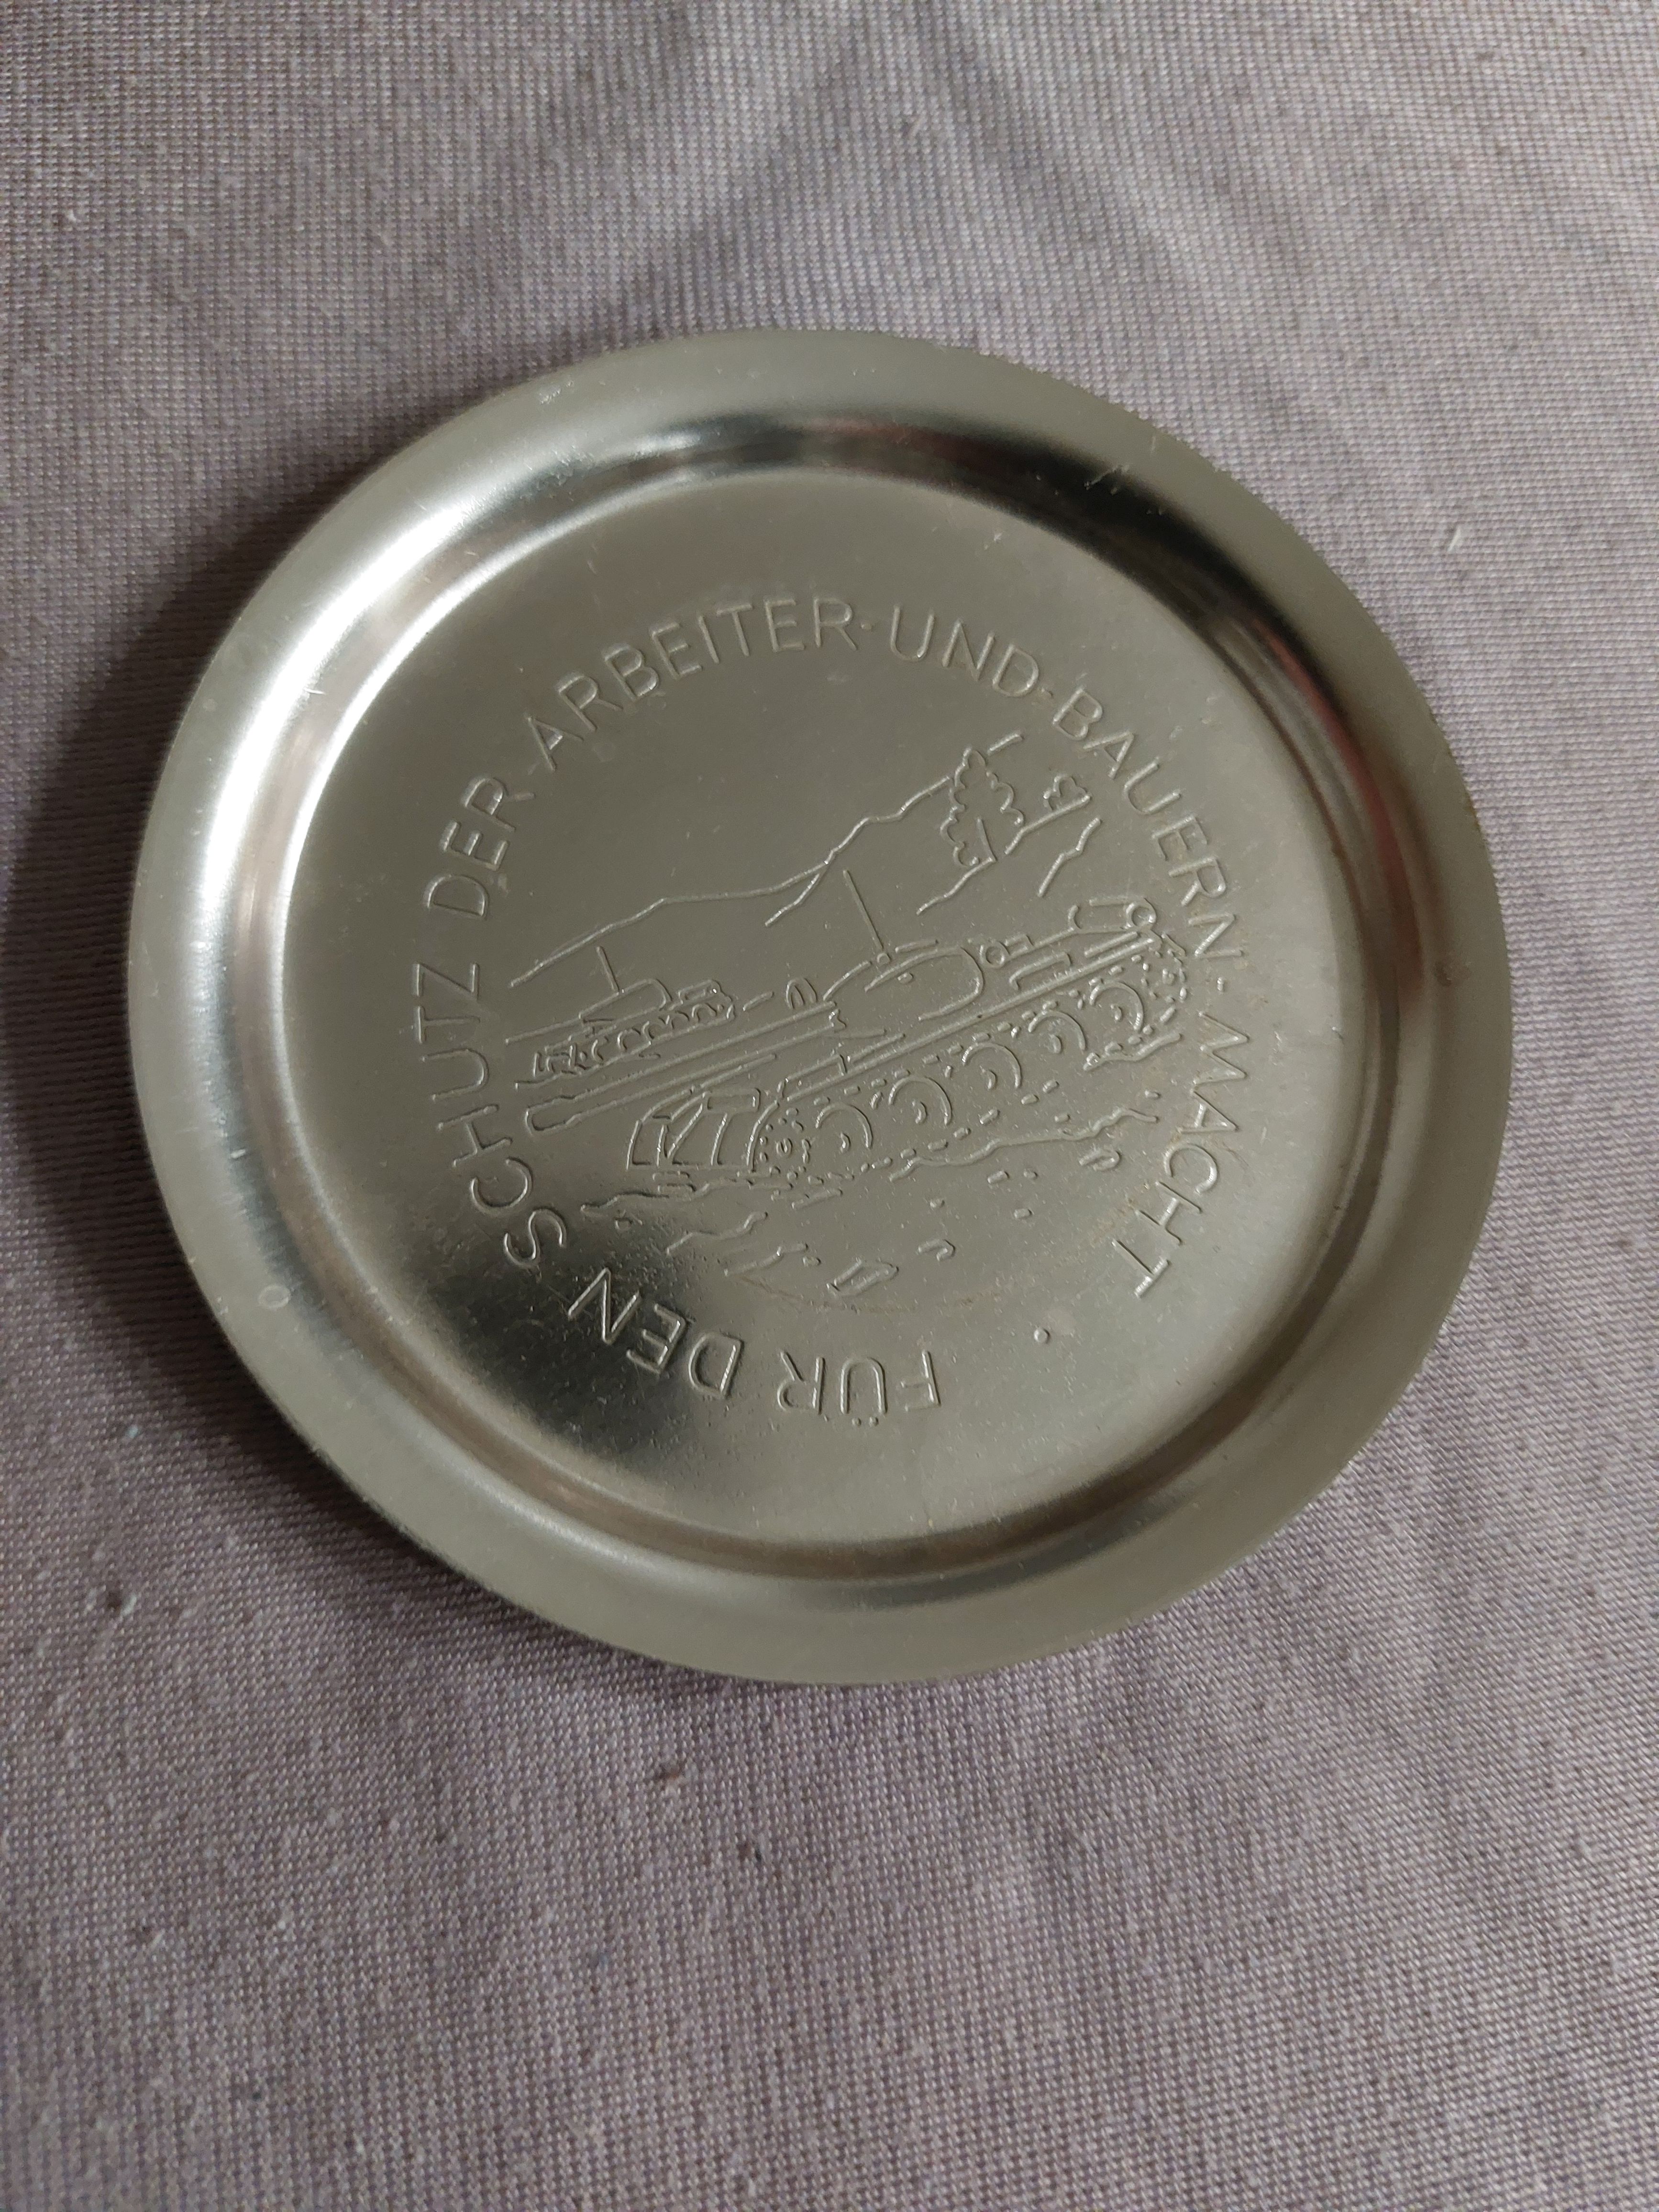 FÜR DEN SCHUTZ DER ARBEITER·UND·BAUERN·MACHT ·